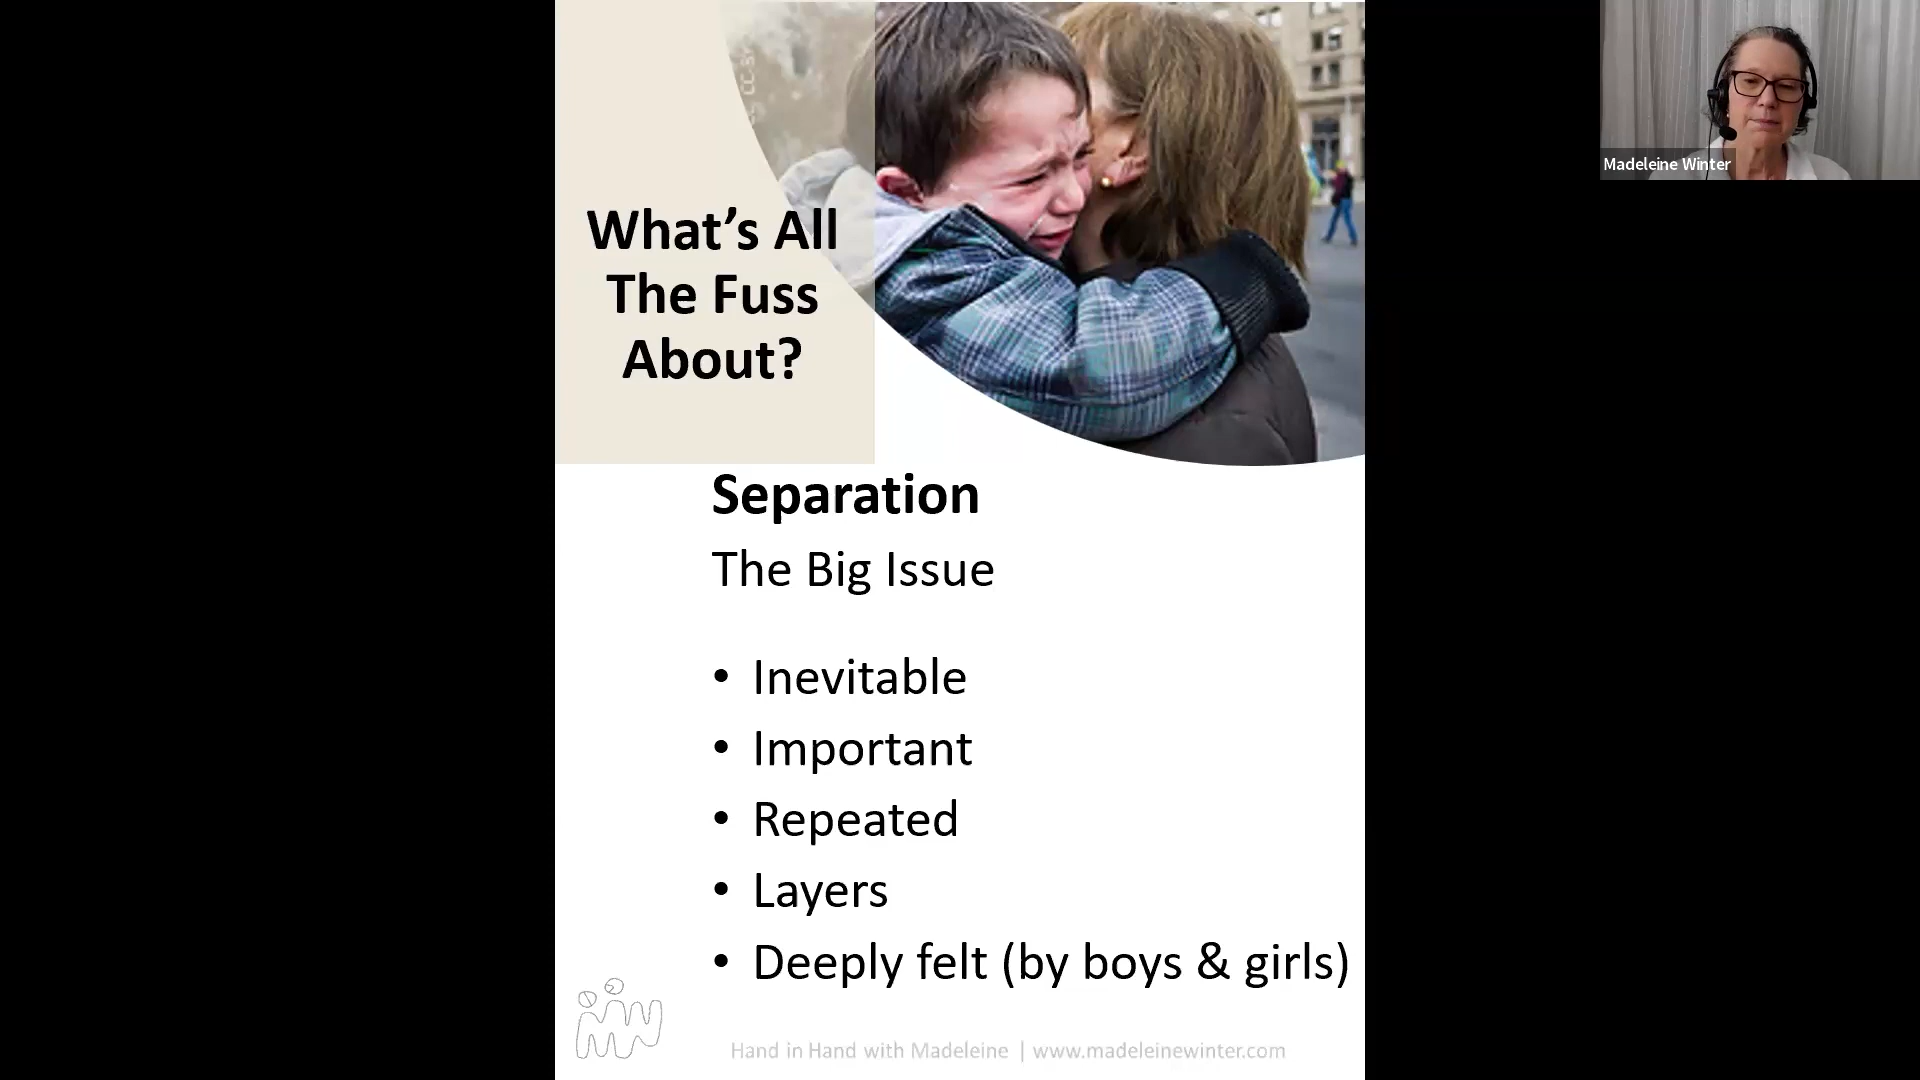 What's All
The Fuss
About?
Separation
The Big Issue
• Inevitable
• Important
• Repeated
• Layers
• Deeply felt (by boys & girls)
Hand in Hand with Madeleine | www.madeleinewinter.com
Madeleine Winter